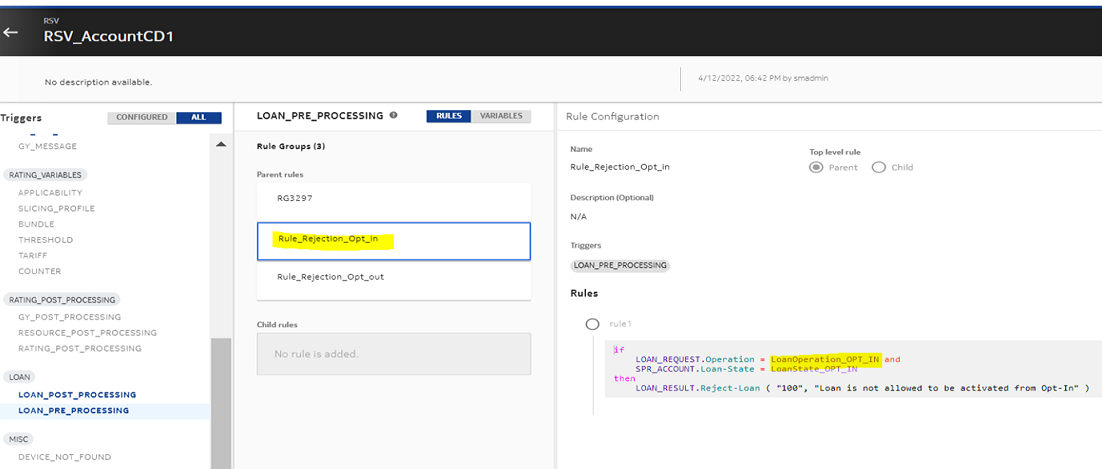 RSV
RSV_AccountCD1
No description available.
4/12/2022, 06:42 PM by smadmin
Triggers
CONFIGURED
ALL
GY_MESSAGE
RATING_VARIABLES
APPLICABILITY
SLICING_PROFILE
BUNDLE
THRESHOLD
TARIFF
COUNTER
RATING_POST_PROCESSING
GY_POST_PROCESSING
RESOURCE_POST_PROCESSING
RATING_POST_PROCESSING
LOAN
LOAN_POST_PROCESSING
LOAN_PRE_PROCESSING
MISC
DEVICE_NOT_FOUND
LOAN_PRE_PROCESSING
RULES
VARIABLES
Rule Groups (3)
Parent rules
RG3297
Rule_Rejection_Opt_in
Rule_Rejection_Opt_out
Child rules
No rule is added.
Rule Configuration
Name
Rule_Rejection_Opt_in
Top level rule
Parent
Child
Description (Optional)
N/A
Triggers
LOAN_PRE_PROCESSING
Rules
rule1
if
LOAN_REQUEST.Operation = LoanOperation_OPT_IN and
SPR_ACCOUNT.Loan-State = LoanState_OPT_IN
then
LOAN_RESULT.Reject-Loan ( "100", "Loan is not allowed to be activated from Opt-In" )